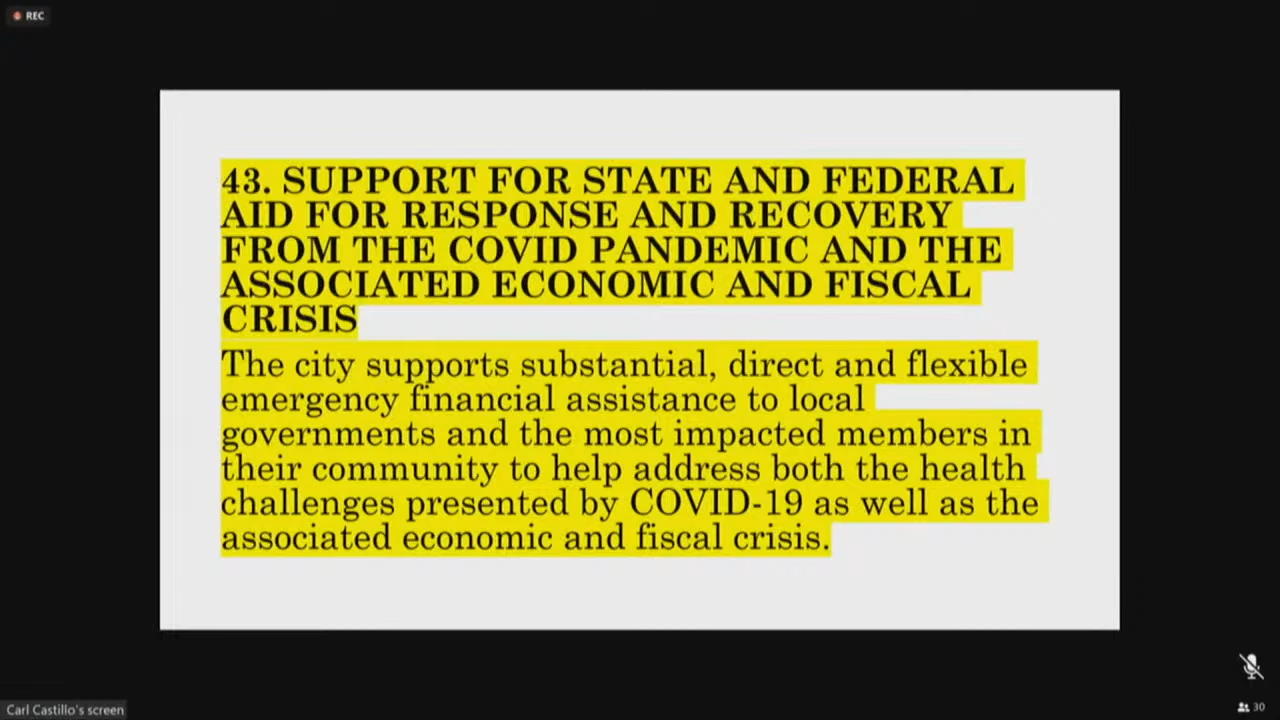 REC
43. SUPPORT FOR STATE AND FEDERAL
AID FOR RESPONSE AND RECOVERY
FROM THE COVID PANDEMIC AND THE
ASSOCIATED ECONOMIC AND FISCAL
CRISIS
The city supports substantial, direct and flexible
emergency financial assistance to local
governments and the most impacted members in
their community to help address both the health
challenges presented by COVID-19 as well as the
associated economic and fiscal crisis.
Carl Castillo's screen
30